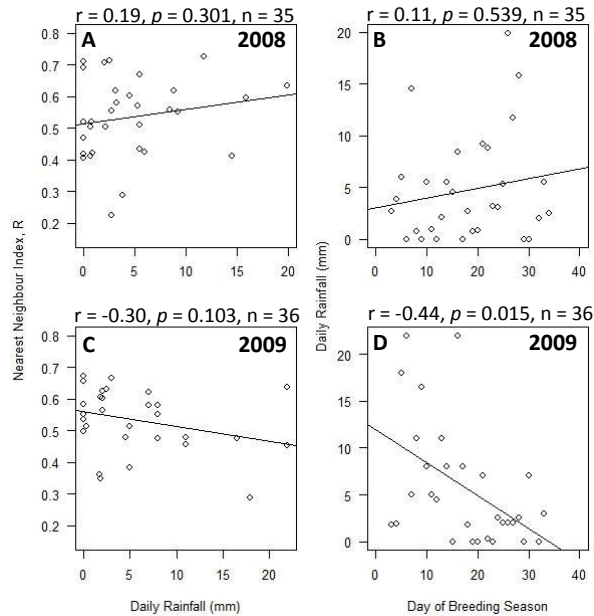 r = 0.19, p = 0.301, n = 35
A 2008
0.8
0.7
0.6
0.5
0.4
0.3
0.2
0 5 10 15 20
r = 0.11, p = 0.539, n = 35
B 2008
20
15
10
5
0
0 10 20 30 40
Nearest Neighbour Index, R
Daily Rainfall (mm)
r = -0.30, p = 0.103, n = 36
C 2009
0.8
0.7
0.6
0.5
0.4
0.3
0.2
0 5 10 15 20
Daily Rainfall (mm)
r = -0.44, p = 0.015, n = 36
D 2009
20
15
10
5
0
0 10 20 30 40
Day of Breeding Season